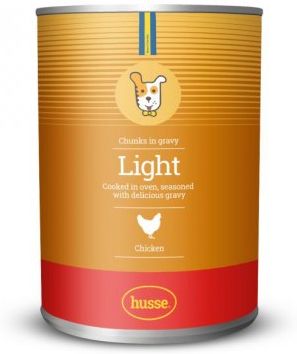 Chunks in gravy
Light
Cooked in oven, seasoned
with delicious gravy
Chicken
husse